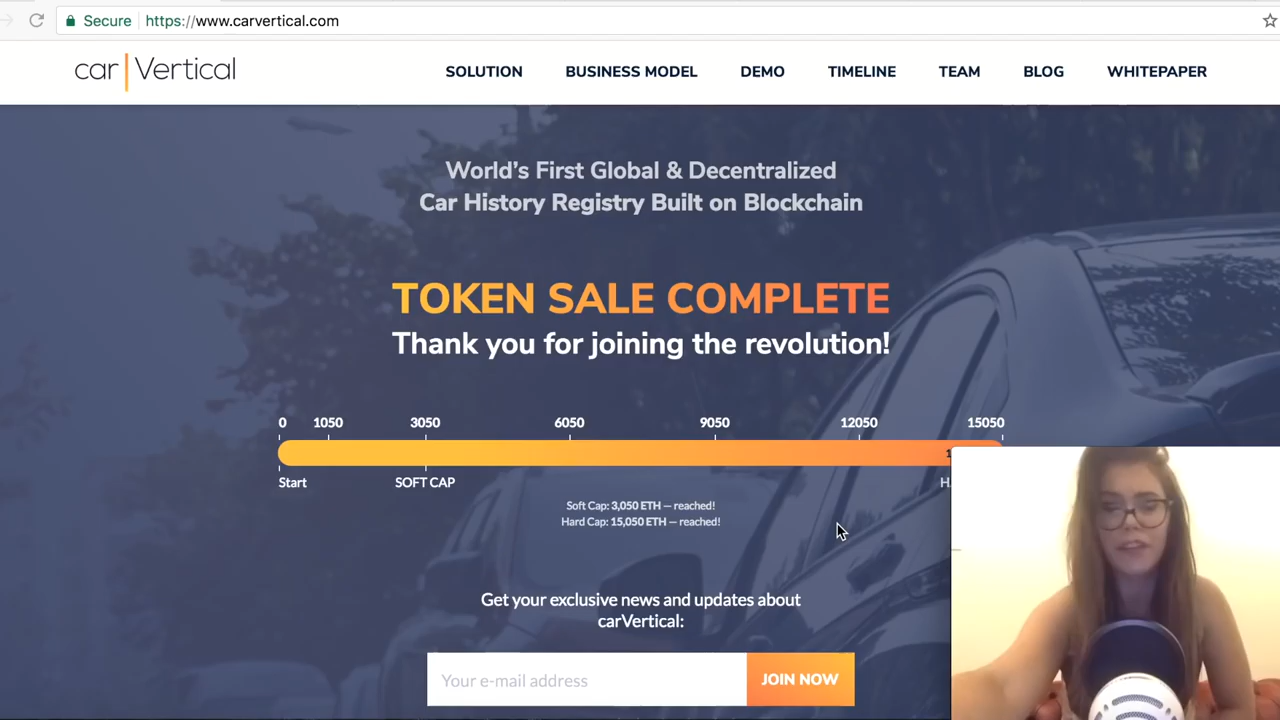 Secure https://www.carvertical.com
car Vertical SOLUTION BUSINESS MODEL DEMO TIMELINE TEAM BLOG WHITEPAPER
World's First Global & Decentralized
Car History Registry Built on Blockchain
TOKEN SALE COMPLETE
Thank you for joining the revolution!
0 1050 3050 6050 9050 12050 15050
Start SOFT CAP
Soft Cap: 3,050 ETH — reached!
Hard Cap: 15,050 ETH — reached!
Get your exclusive news and updates about
carVertical:
Your e-mail address JOIN NOW